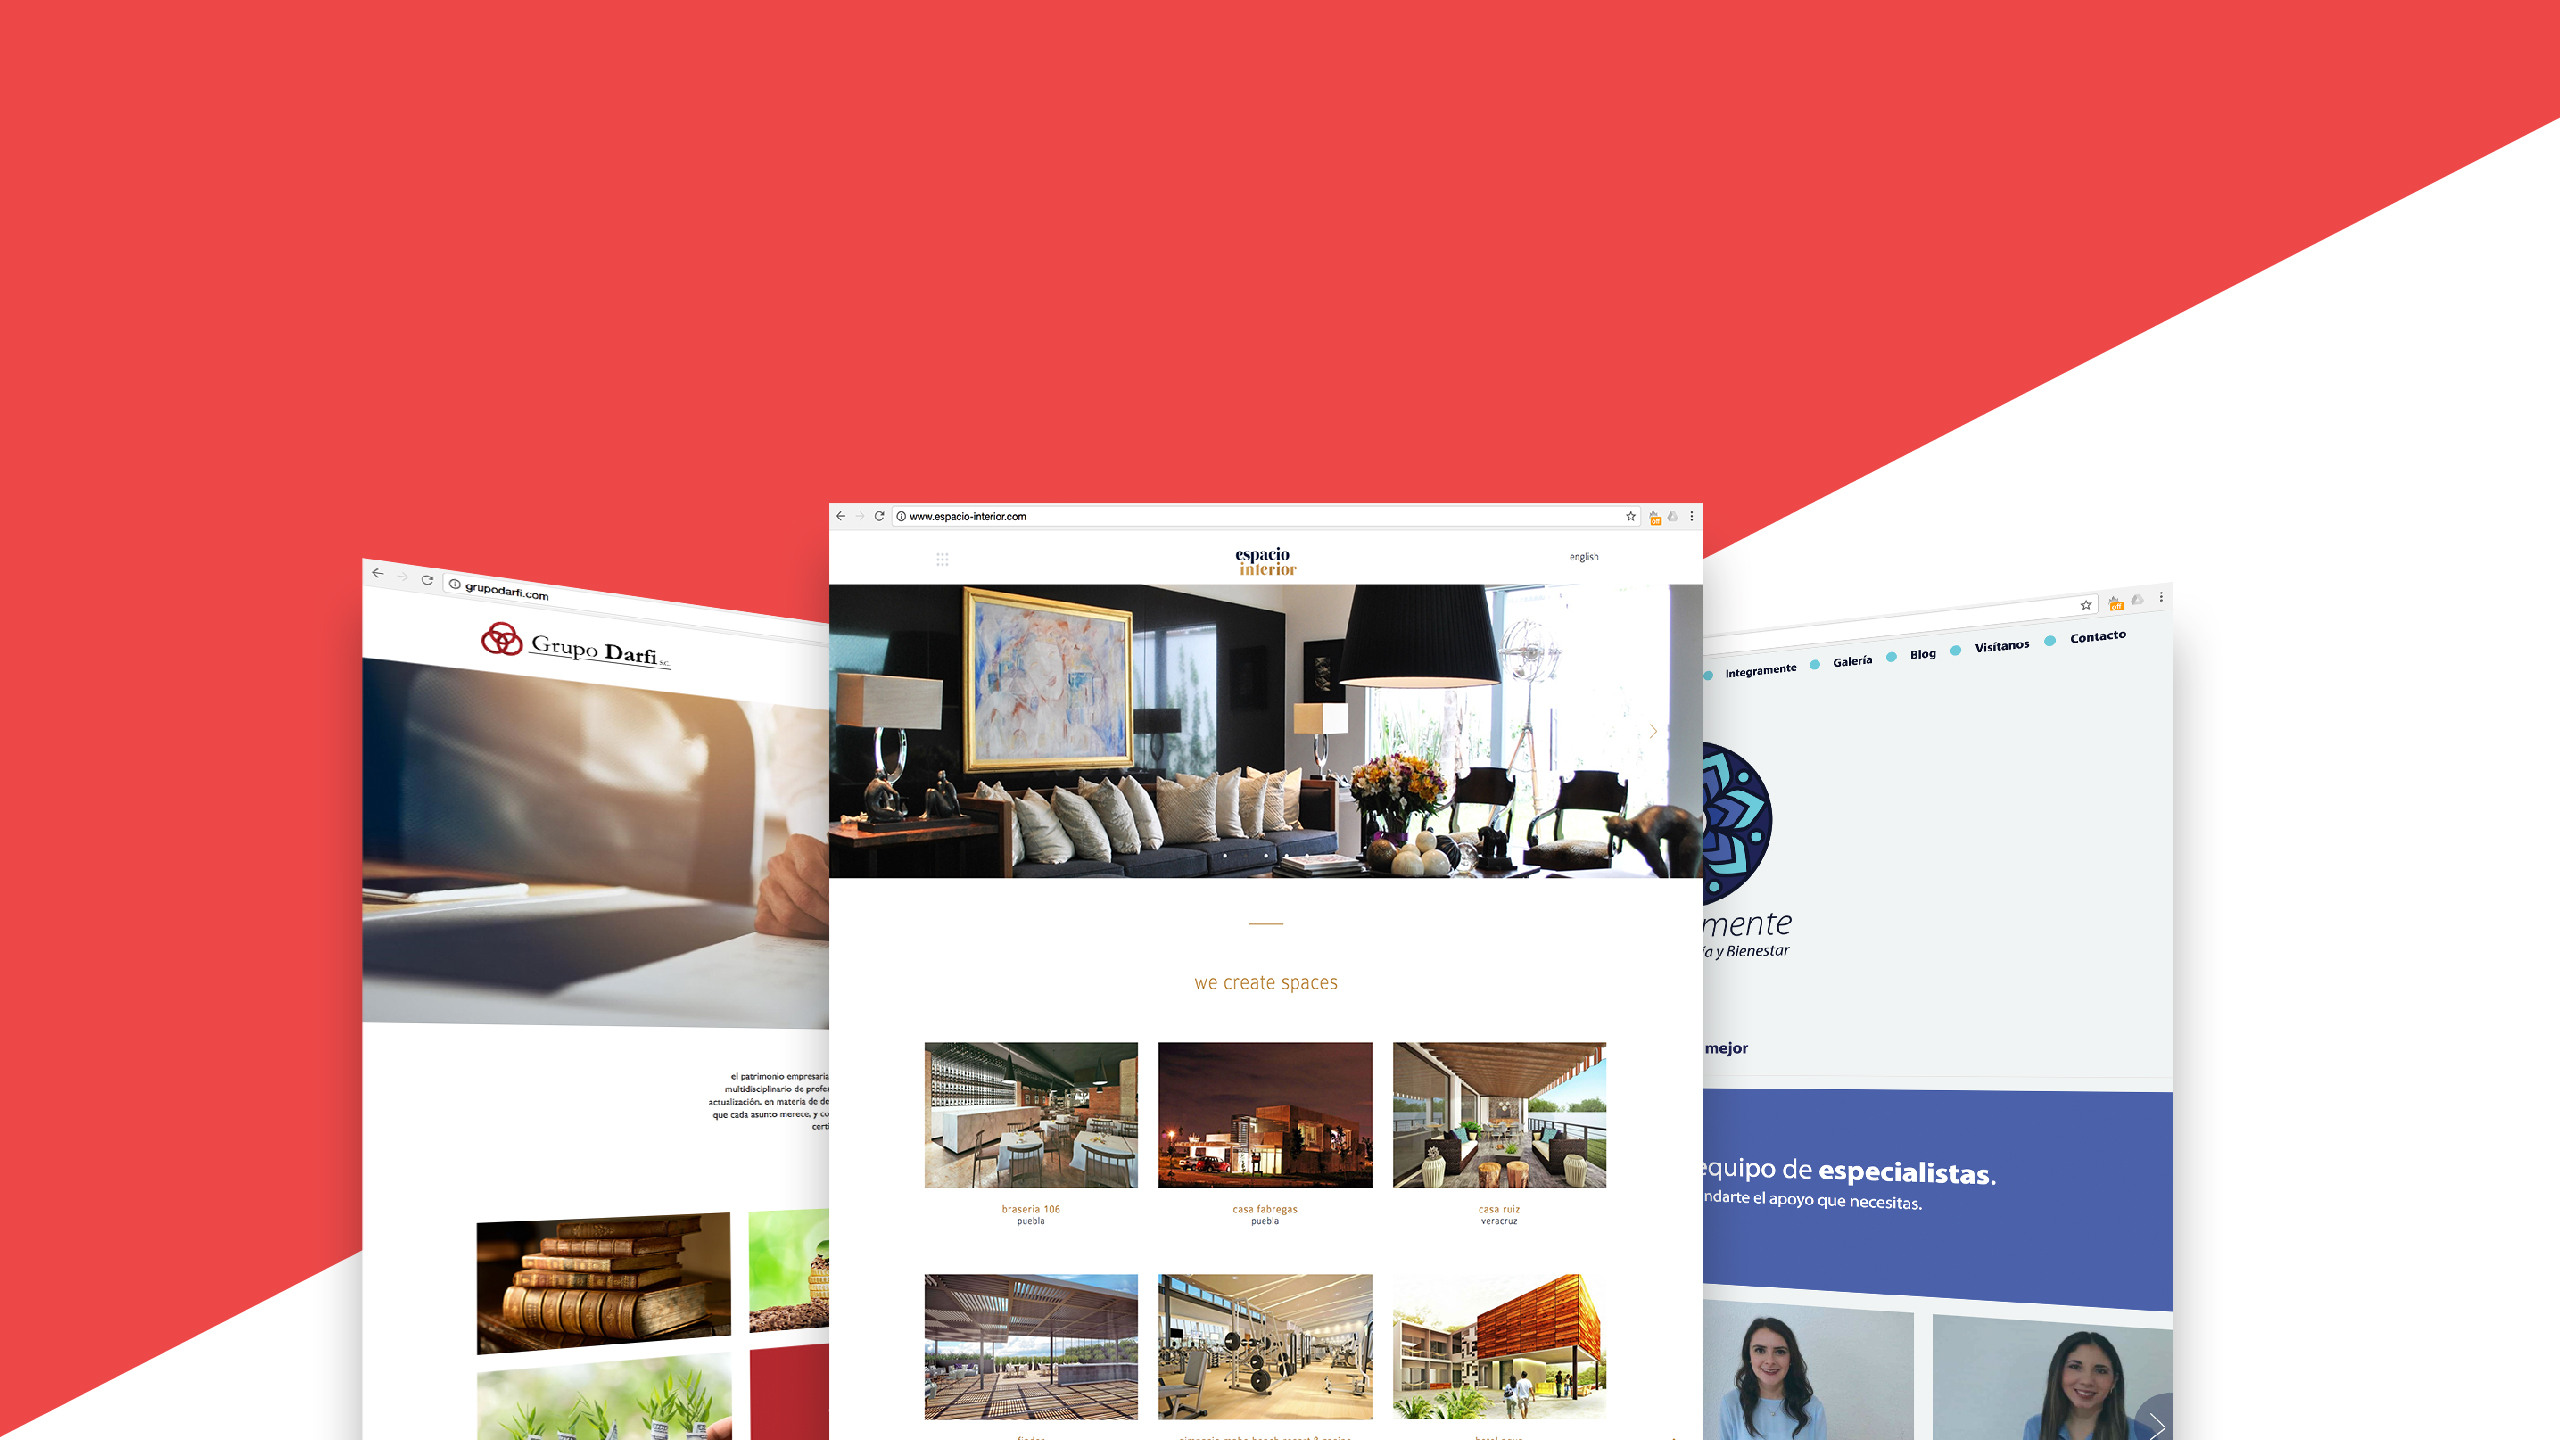 www.espacio-interior.com
espacio
interior
english
we create spaces
braseria 106
puebla
casa fabregas
puebla
casa ruiz
veracruz
grupodarfi.com
Grupo Darfi s.c.
el patrimonio empresaria
multidisciplinario de profe
actualización, en materia de de
que cada asunto merece, y co
certi
Integramente
Galería
Blog
Visítanos
Contacto
mente
ía y Bienestar
mejor
equipo de especialistas.
ndarte el apoyo que necesitas.
off
off